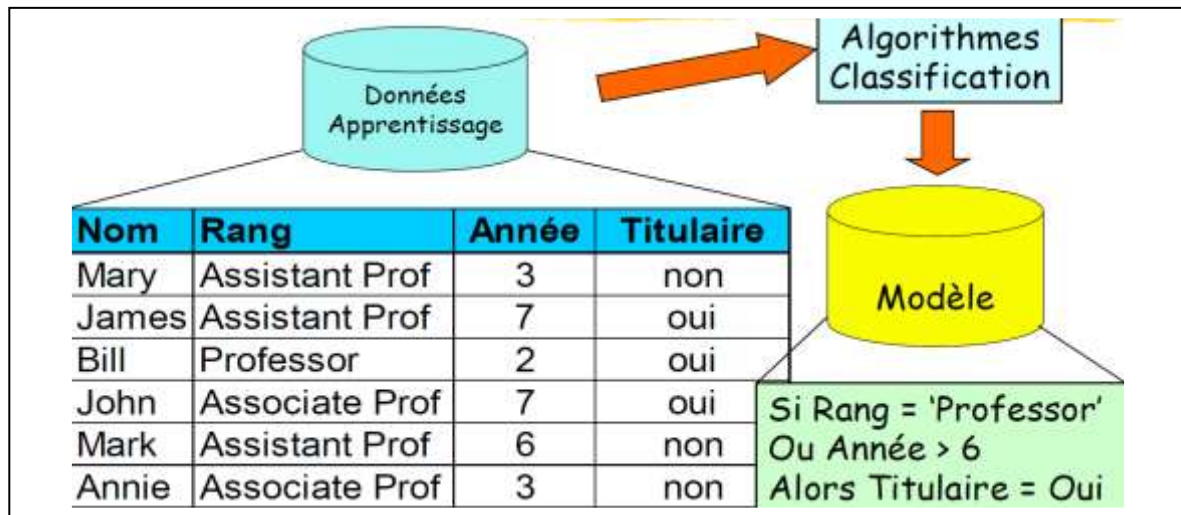 Données
Apprentissage
Algorithmes
Classification
Nom Rang Année Titulaire
Mary Assistant Prof 3 non
James Assistant Prof 7 oui
Bill Professor 2 oui
John Associate Prof 7 oui
Mark Assistant Prof 6 non
Annie Associate Prof 3 non
Modèle
Si Rang = ‘Professor’
Ou Année > 6
Alors Titulaire = Oui